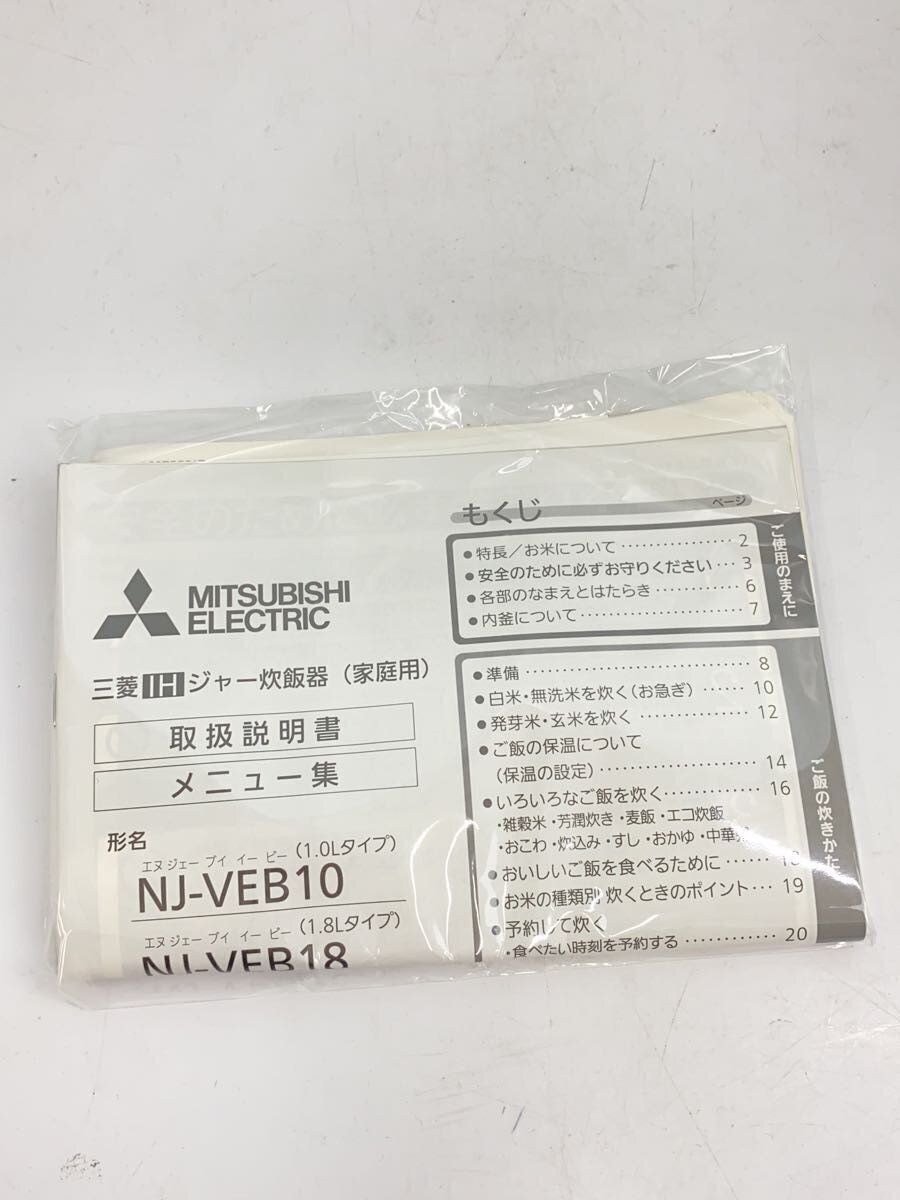 MITSUBISHI
ELECTRIC
三菱IHジャー炊飯器（家庭用）
取扱説明書
メニュー集
形名
エヌ ジェー ブイ イー ビー（1.0Lタイプ）
NJ-VEB10
エヌ ジェー ブイ イー ビー（1.8Lタイプ）
NJ-VEB18
もくじ
ページ
●特長／お米について················2
●安全のために必ずお守りください···3
●各部のなまえとはたらき············6
●内釜について·····················7
ご使用のまえに
●準備·····························8
●白米・無洗米を炊く（お急ぎ）······10
●発芽米・玄米を炊く···············12
●ご飯の保温について
（保温の設定）·····················14
●いろいろなご飯を炊く·············16
・雑穀米・芳潤炊き・麦飯・エコ炊飯
・おこわ・炊込み・すし・おかゆ・中華
●おいしいご飯を食べるために·······18
●お米の種類別 炊くときのポイント···19
●予約して炊く
・食べたい時刻を予約する············20
ご飯の炊きかた